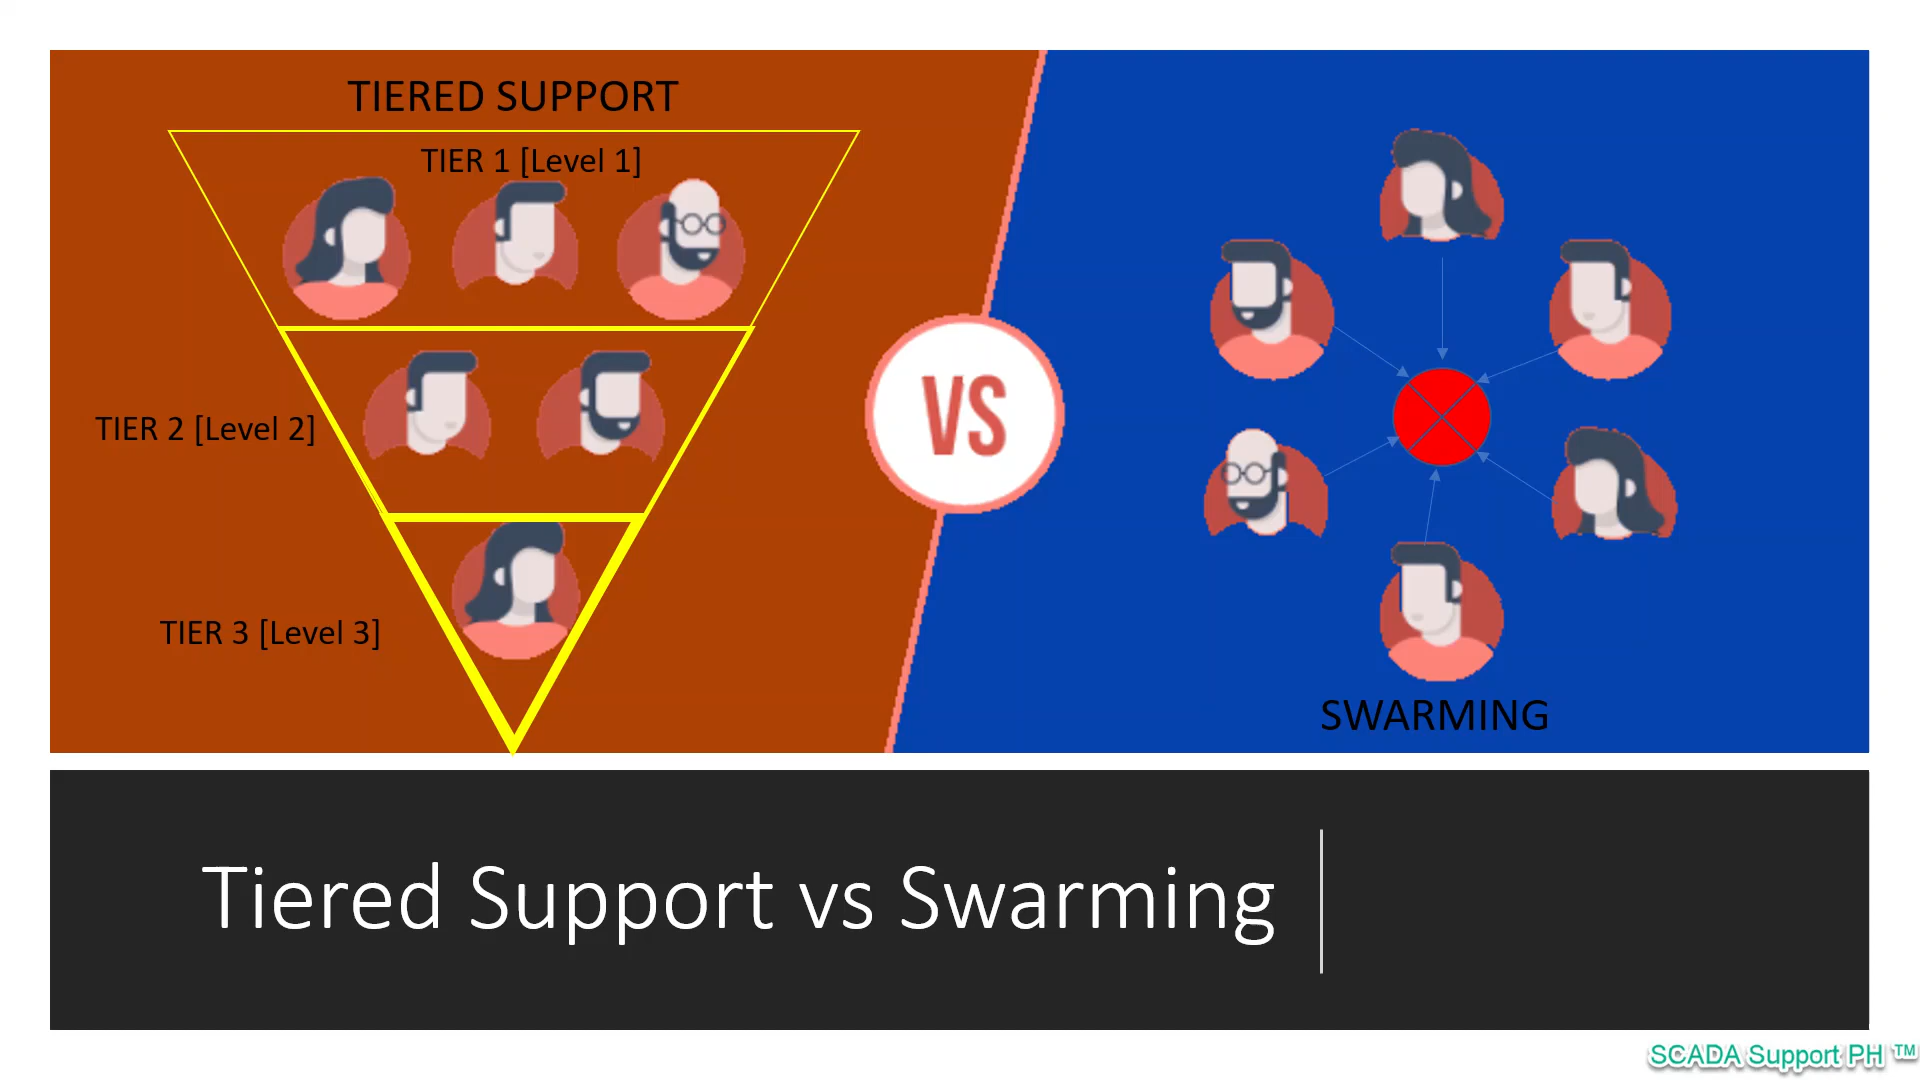 TIERED SUPPORT
TIER 1 [Level 1]
TIER 2 [Level 2]
TIER 3 [Level 3]
VS
SWARMING
Tiered Support vs Swarming
SCADA Support PH ™